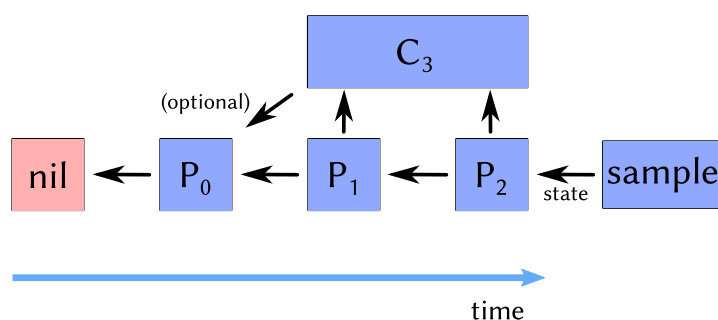 C₃
(optional)
nil
P₀
P₁
P₂
sample
state
time